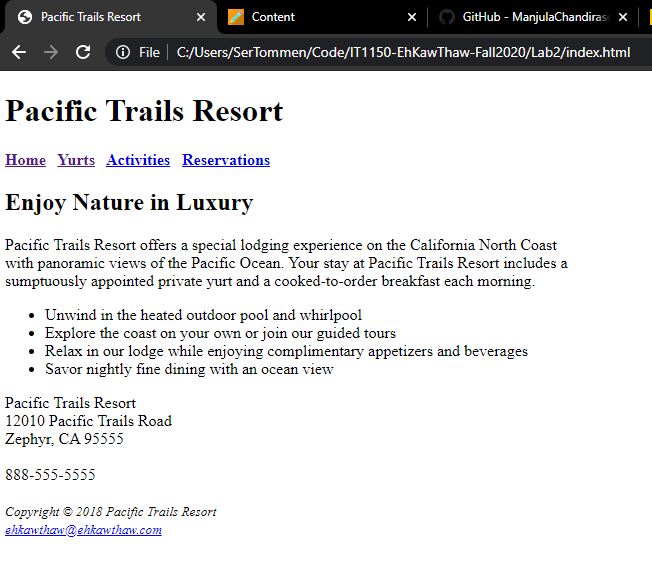 Pacific Trails Resort
Content
GitHub - ManjulaChandiras
File C:/Users/SerTommen/Code/IT1150-EhKawThaw-Fall2020/Lab2/index.html
Pacific Trails Resort
Home Yurts Activities Reservations
Enjoy Nature in Luxury
Pacific Trails Resort offers a special lodging experience on the California North Coast
with panoramic views of the Pacific Ocean. Your stay at Pacific Trails Resort includes a
sumptuously appointed private yurt and a cooked-to-order breakfast each morning.
Unwind in the heated outdoor pool and whirlpool
Explore the coast on your own or join our guided tours
Relax in our lodge while enjoying complimentary appetizers and beverages
Savor nightly fine dining with an ocean view
Pacific Trails Resort
12010 Pacific Trails Road
Zephyr, CA 95555
888-555-5555
Copyright © 2018 Pacific Trails Resort
ehkawthaw@ehkawthaw.com